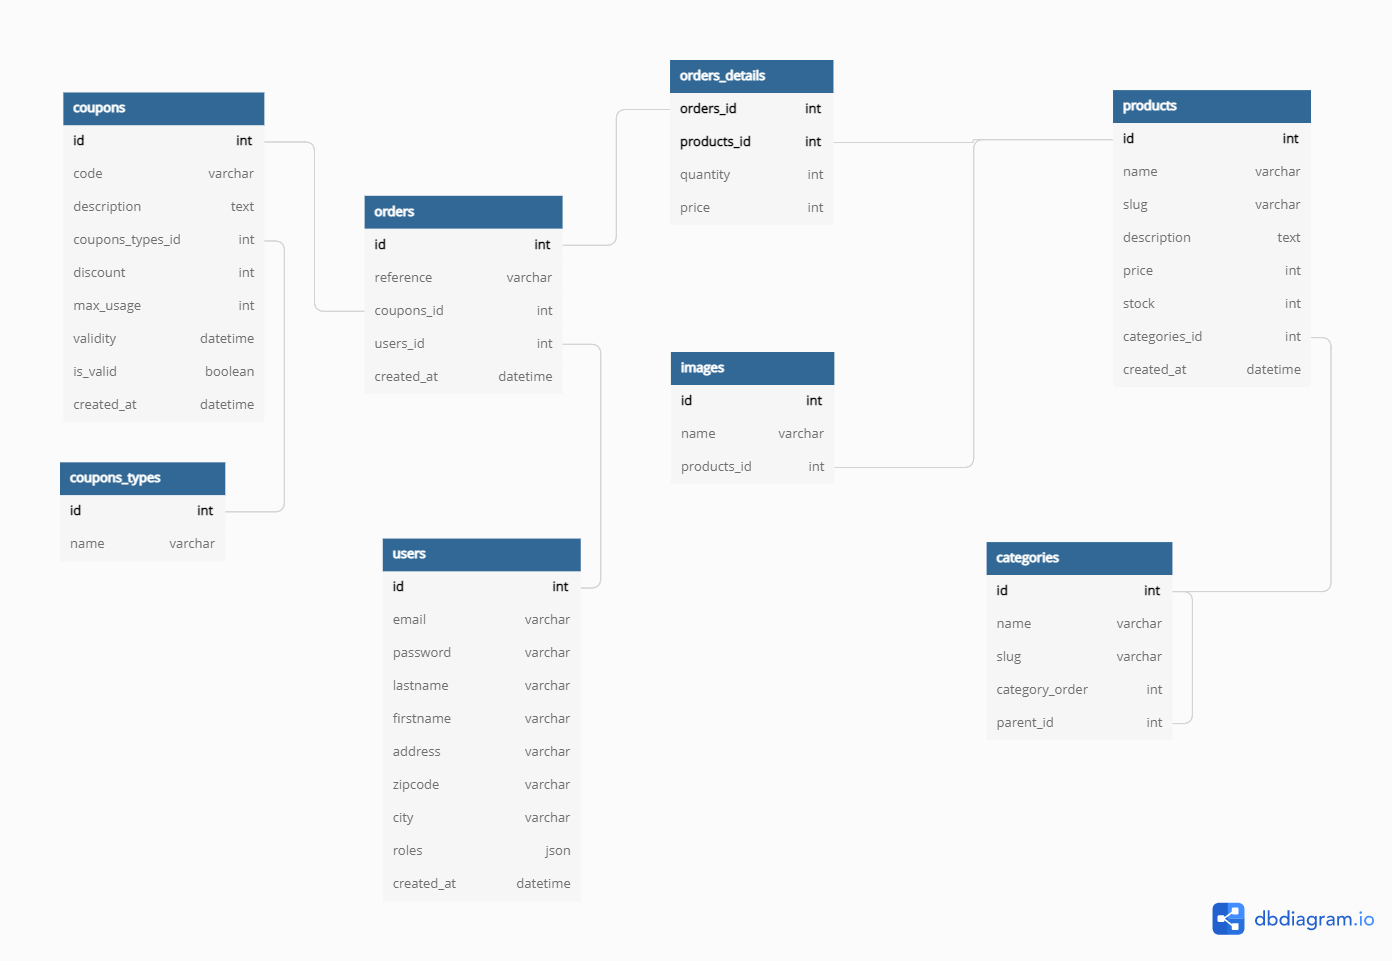 coupons
id int
code varchar
description text
coupons_types_id int
discount int
max_usage int
validity datetime
is_valid boolean
created_at datetime
coupons_types
id int
name varchar
orders
id int
reference varchar
coupons_id int
users_id int
created_at datetime
users
id int
email varchar
password varchar
lastname varchar
firstname varchar
address varchar
zipcode varchar
city varchar
roles json
created_at datetime
orders_details
orders_id int
products_id int
quantity int
price int
images
id int
name varchar
products_id int
products
id int
name varchar
slug varchar
description text
price int
stock int
categories_id int
created_at datetime
categories
id int
name varchar
slug varchar
category_order int
parent_id int
dbdiagram.io